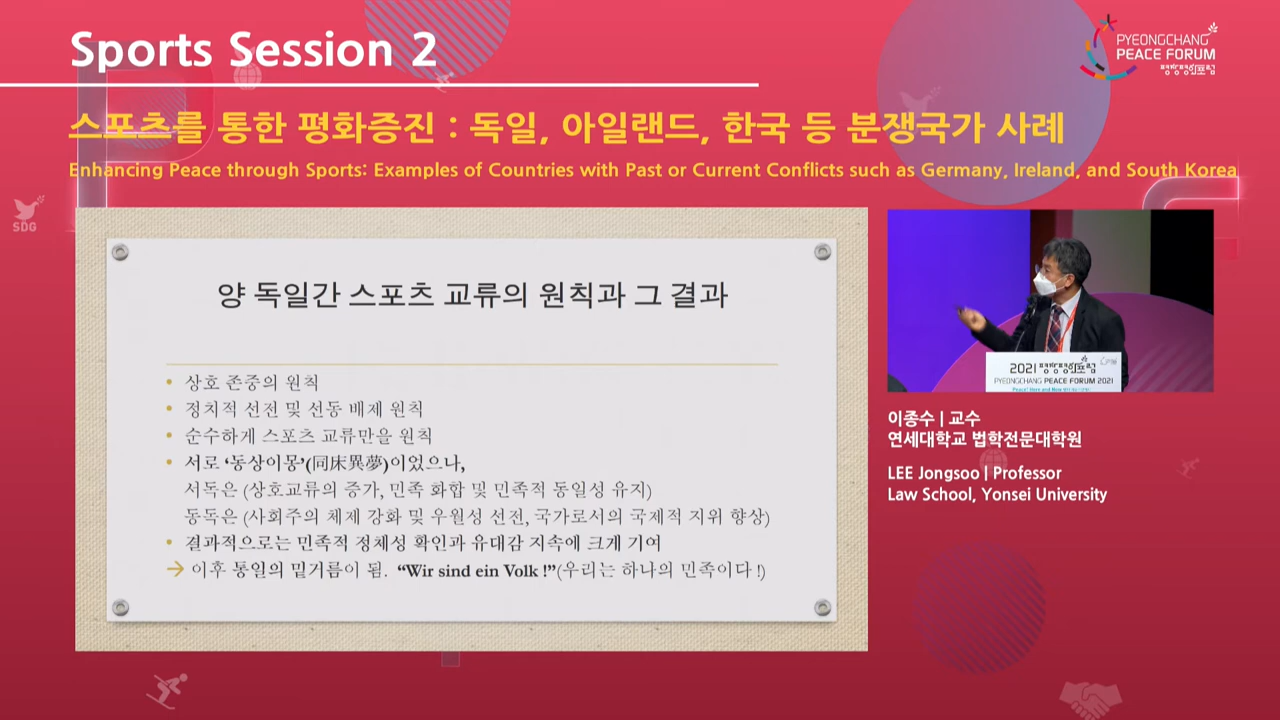 Sports Session 2
PYEONGCHANG
PEACE FORUM
평창평화포럼
스포츠를 통한 평화증진 : 독일, 아일랜드, 한국 등 분쟁국가 사례
Enhancing Peace through Sports: Examples of Countries with Past or Current Conflicts such as Germany, Ireland, and South Korea
SDG
양 독일간 스포츠 교류의 원칙과 그 결과
• 상호 존중의 원칙
• 정치적 선전 및 선동 배제 원칙
• 순수하게 스포츠 교류만을 원칙
• 서로 ‘동상이몽’(同床異夢)이었으나,
서독은 (상호교류의 증가, 민족 화합 및 민족적 동일성 유지)
동독은 (사회주의 체제 강화 및 우월성 선전, 국가로서의 국제적 지위 향상)
• 결과적으로는 민족적 정체성 확인과 유대감 지속에 크게 기여
→ 이후 통일의 밑거름이 됨. “Wir sind ein Volk !”(우리는 하나의 민족이다 !)
2021 평창평화포럼
PYEONGCHANG PEACE FORUM 2021
Peace! Here and Now
이종수 | 교수
연세대학교 법학전문대학원
LEE Jongsoo | Professor
Law School, Yonsei University